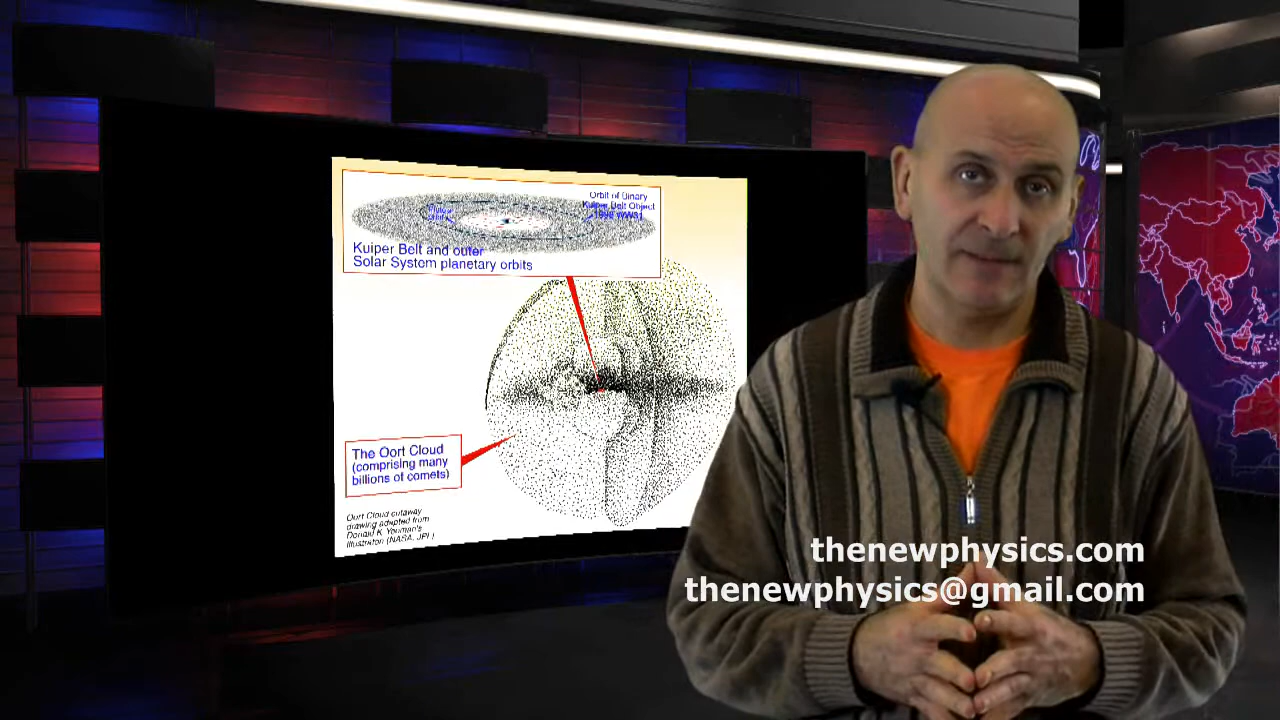 Orbit of Binary
Kuiper Belt Object
1998 WW31
Kuiper Belt and outer
Solar System planetary orbits
The Oort Cloud
(comprising many
billions of comets)
Oort Cloud cutaway
drawing adapted from
Donald K. Yeoman's
illustration (NASA, JPL)
thenewphysics.com
thenewphysics@gmail.com